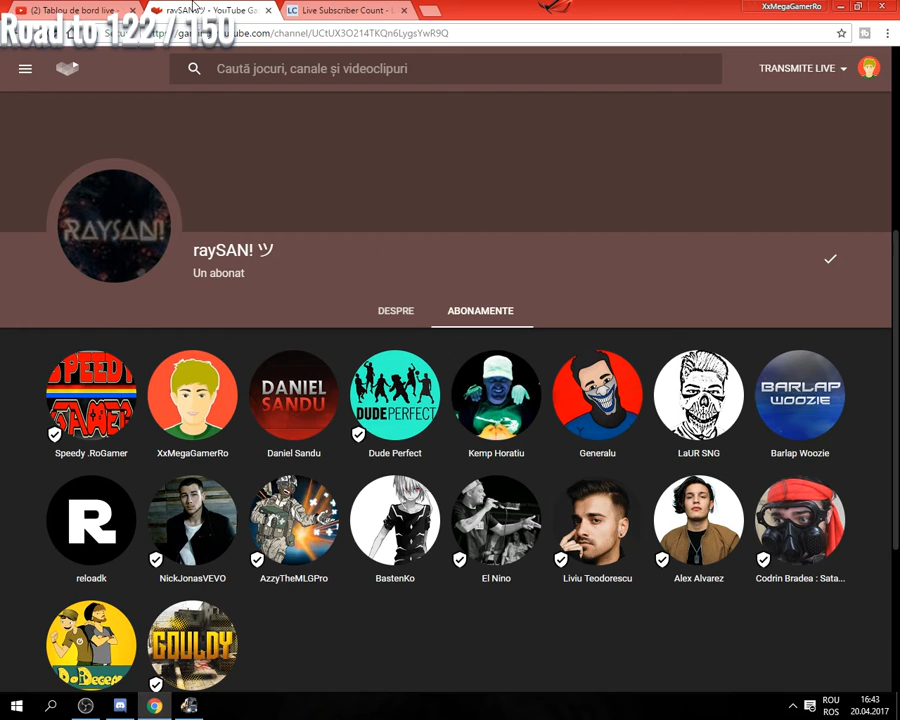 (2) Tablou de bord live -
raySAN! ツ - YouTube Ga
Live Subscriber Count - L
XxMegaGamerRo
Road to 122 / 150
.com/channel/UCtUX3O214TKQn6LygsYwR9Q
Caută jocuri, canale și videoclipuri
TRANSMITE LIVE
RAYSAN!
raySAN! ツ
Un abonat
DESPRE
ABONAMENTE
SPEEDY
GAMER
DANIEL
SANDU
DUDE PERFECT
BARLAP
WOOZIE
Speedy .RoGamer
XxMegaGamerRo
Daniel Sandu
Dude Perfect
Kemp Horatiu
Generalu
LaUR SNG
Barlap Woozie
R
reloadk
NickJonasVEVO
AzzyTheMLGPro
BastenKo
El Nino
Liviu Teodorescu
Alex Alvarez
Codrin Bradea : Sata...
GOULDY
ROU
ROS
16:43
20.04.2017